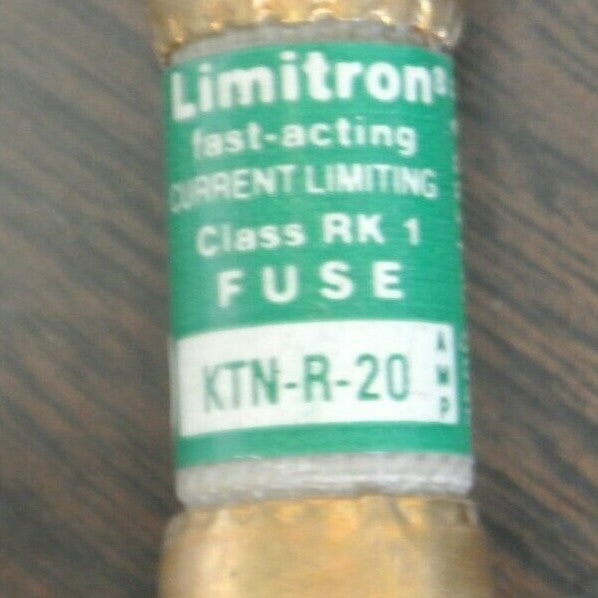 Limitron®
fast-acting
CURRENT LIMITING
Class RK 1
FUSE
KTN-R-20 AMP